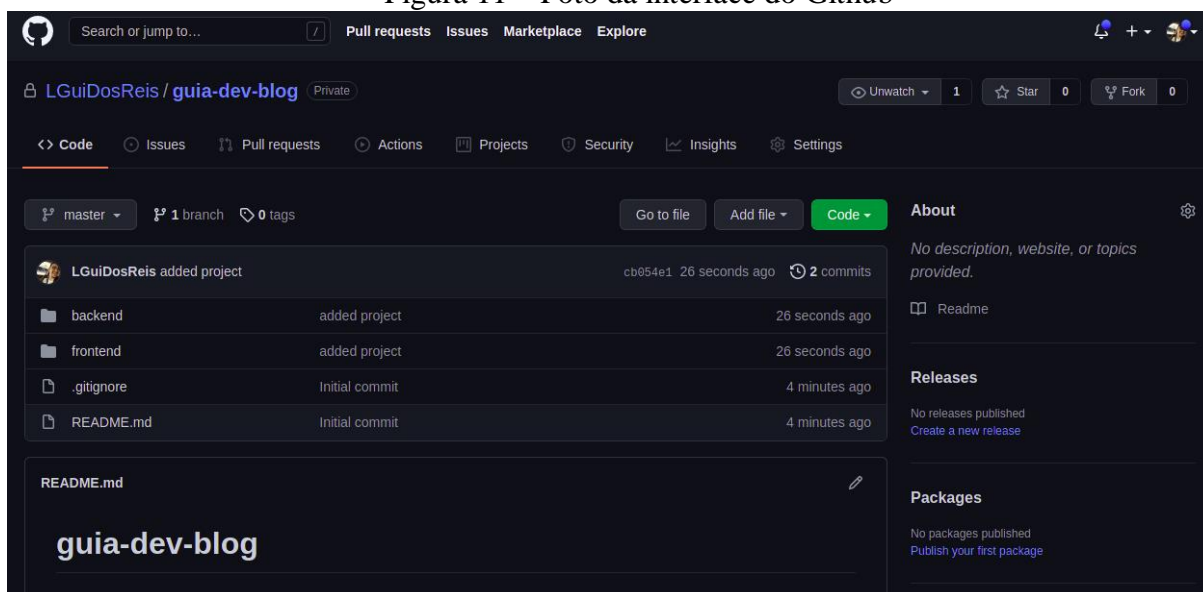 Figura 11 – Foto da interface do Github
Search or jump to... / Pull requests Issues Marketplace Explore
LGuiDosReis / guia-dev-blog Private
Unwatch 1 Star 0 Fork 0
<> Code Issues Pull requests Actions Projects Security Insights Settings
master 1 branch 0 tags
Go to file Add file Code
LGuiDosReis added project cb054e1 26 seconds ago 2 commits
backend added project 26 seconds ago
frontend added project 26 seconds ago
.gitignore Initial commit 4 minutes ago
README.md Initial commit 4 minutes ago
README.md
guia-dev-blog
About
No description, website, or topics
provided.
Readme
Releases
No releases published
Create a new release
Packages
No packages published
Publish your first package